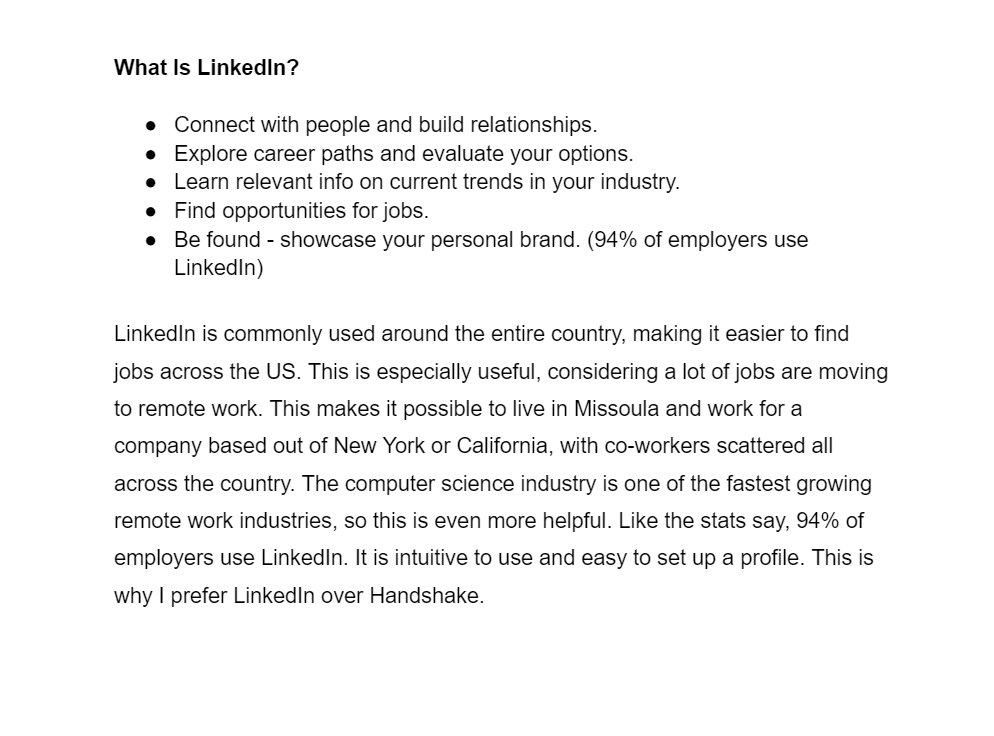 What Is LinkedIn?
● Connect with people and build relationships.
● Explore career paths and evaluate your options.
● Learn relevant info on current trends in your industry.
● Find opportunities for jobs.
● Be found - showcase your personal brand. (94% of employers use
LinkedIn)
LinkedIn is commonly used around the entire country, making it easier to find
jobs across the US. This is especially useful, considering a lot of jobs are moving
to remote work. This makes it possible to live in Missoula and work for a
company based out of New York or California, with co-workers scattered all
across the country. The computer science industry is one of the fastest growing
remote work industries, so this is even more helpful. Like the stats say, 94% of
employers use LinkedIn. It is intuitive to use and easy to set up a profile. This is
why I prefer LinkedIn over Handshake.